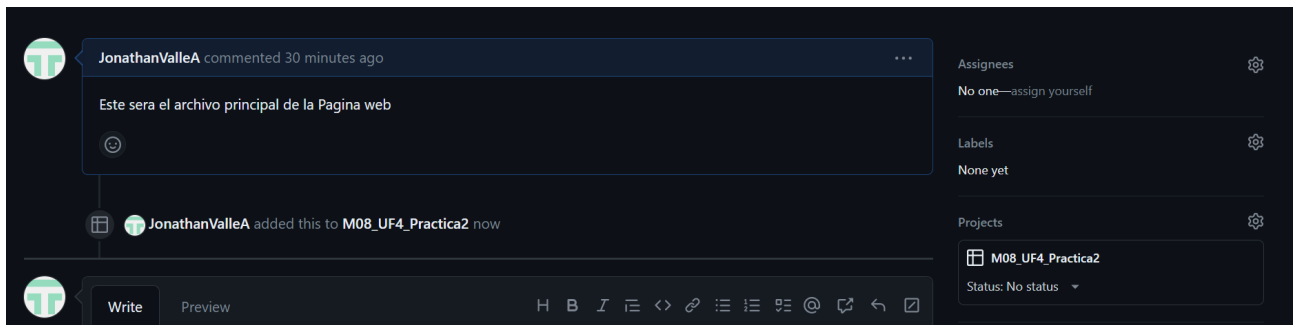 JonathanValleA commented 30 minutes ago
Este sera el archivo principal de la Pagina web
JonathanValleA added this to M08_UF4_Practica2 now
Write Preview
Assignees
No one—assign yourself
Labels
None yet
Projects
M08_UF4_Practica2
Status: No status